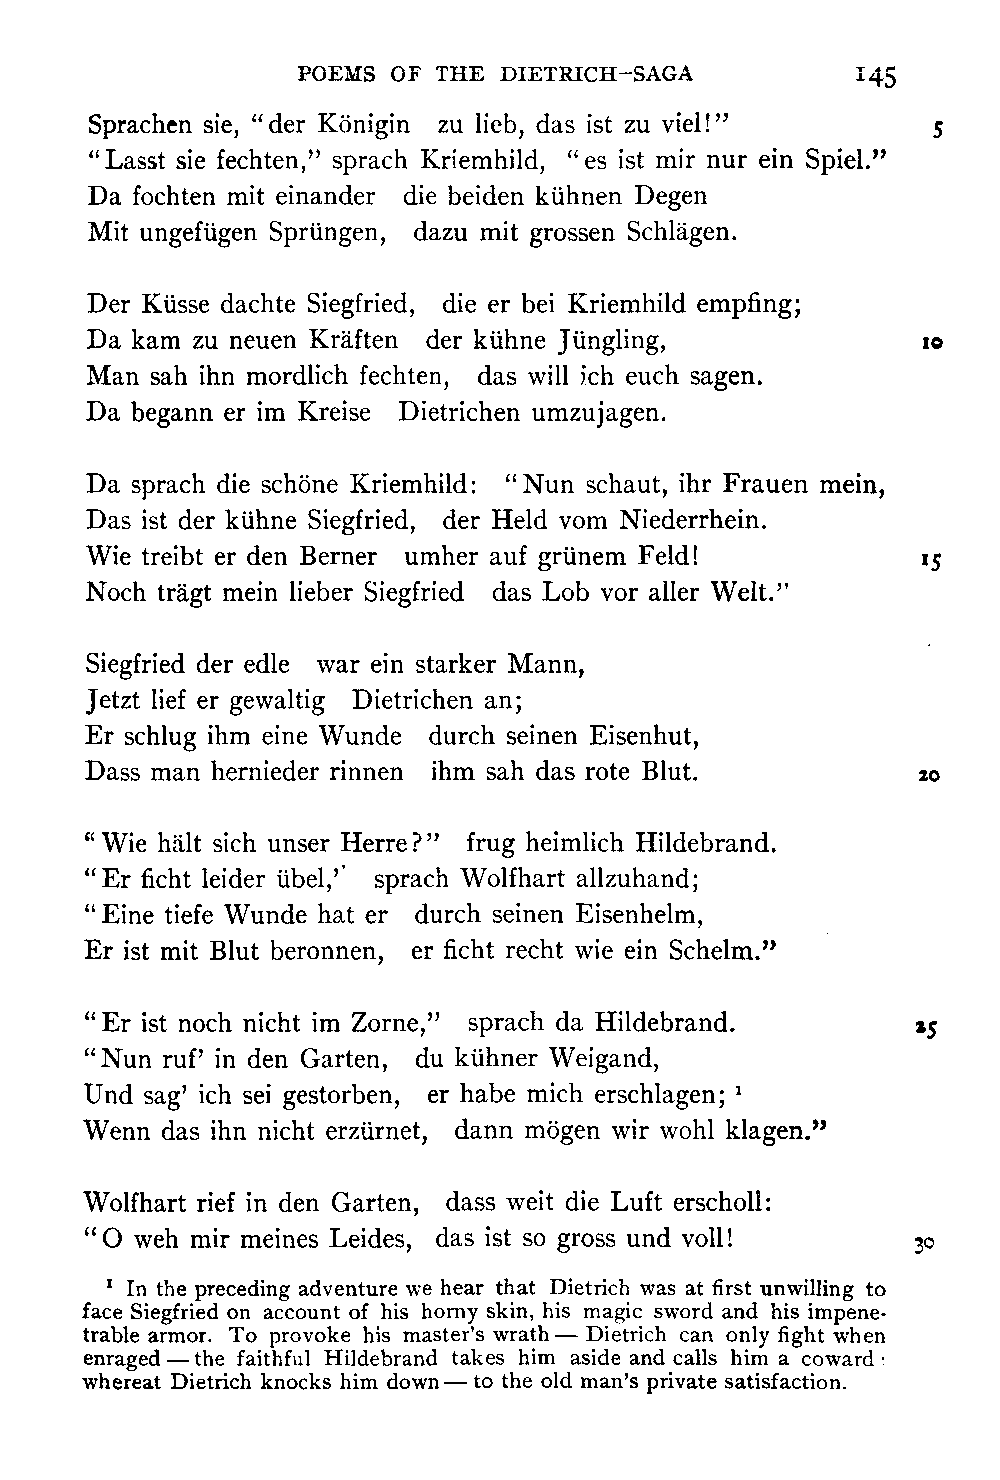 POEMS OF THE DIETRICH-SAGA 145
Sprachen sie, “der Königin zu lieb, das ist zu viel!” 5
“Lasst sie fechten,” sprach Kriemhild, “es ist mir nur ein Spiel.”
Da fochten mit einander die beiden kühnen Degen
Mit ungefügen Sprüngen, dazu mit grossen Schlägen.

Der Küsse dachte Siegfried, die er bei Kriemhild empfing;
Da kam zu neuen Kräften der kühne Jüngling, 10
Man sah ihn mordlich fechten, das will ich euch sagen.
Da begann er im Kreise Dietrichen umzujagen.

Da sprach die schöne Kriemhild: “Nun schaut, ihr Frauen mein,
Das ist der kühne Siegfried, der Held vom Niederrhein.
Wie treibt er den Berner umher auf grünem Feld! 15
Noch trägt mein lieber Siegfried das Lob vor aller Welt.”

Siegfried der edle war ein starker Mann,
Jetzt lief er gewaltig Dietrichen an;
Er schlug ihm eine Wunde durch seinen Eisenhut,
Dass man hernieder rinnen ihm sah das rote Blut. 20

“Wie hält sich unser Herre?” frug heimlich Hildebrand.
“Er ficht leider übel,” sprach Wolfhart allzuhand;
“Eine tiefe Wunde hat er durch seinen Eisenhelm,
Er ist mit Blut beronnen, er ficht recht wie ein Schelm.”

“Er ist noch nicht im Zorne,” sprach da Hildebrand. 25
“Nun ruf’ in den Garten, du kühner Weigand,
Und sag’ ich sei gestorben, er habe mich erschlagen; ¹
Wenn das ihn nicht erzürnet, dann mögen wir wohl klagen.”

Wolfhart rief in den Garten, dass weit die Luft erscholl:
“O weh mir meines Leides, das ist so gross und voll! 30

¹ In the preceding adventure we hear that Dietrich was at first unwilling to
face Siegfried on account of his horny skin, his magic sword and his impene-
trable armor. To provoke his master’s wrath — Dietrich can only fight when
enraged — the faithful Hildebrand takes him aside and calls him a coward:
whereat Dietrich knocks him down — to the old man’s private satisfaction.